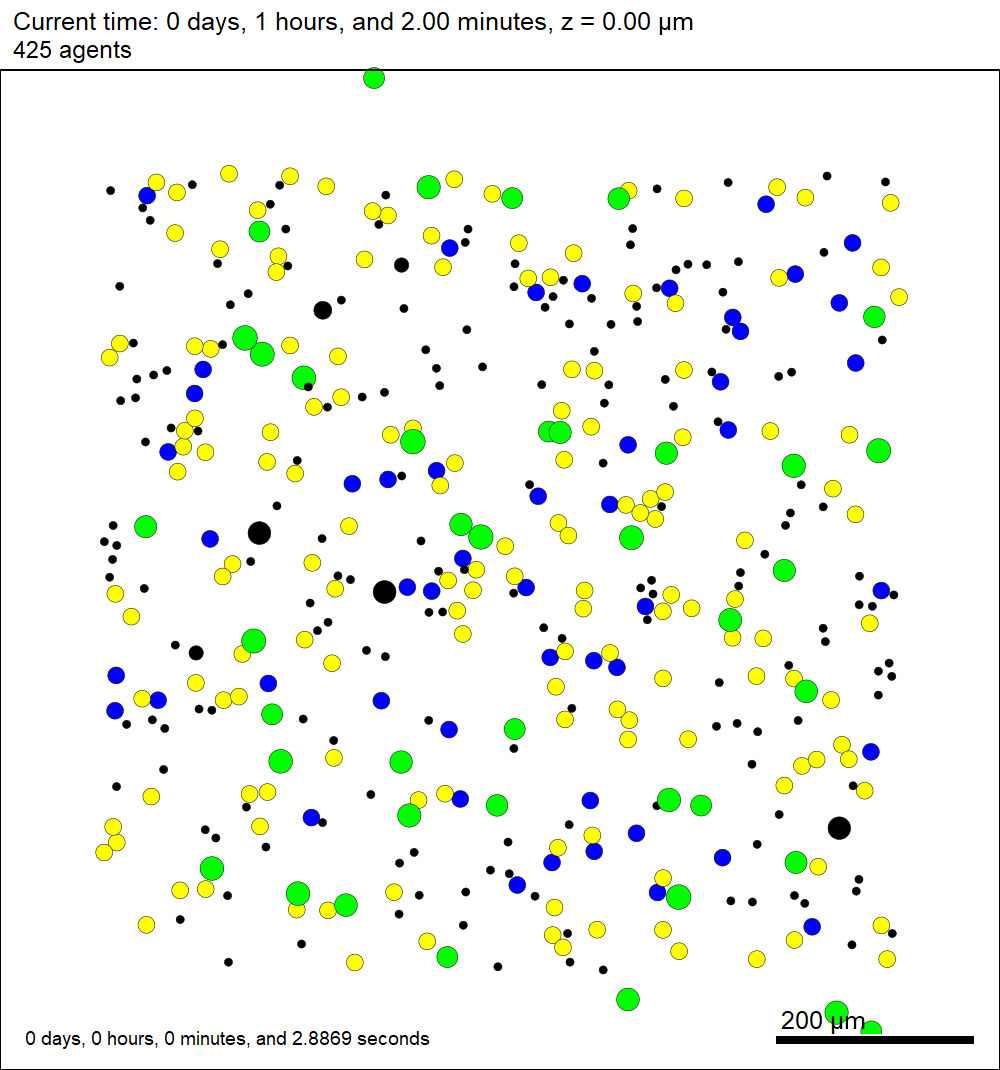 Current time: 0 days, 1 hours, and 2.00 minutes, z = 0.00 μm
425 agents
200 μm
0 days, 0 hours, 0 minutes, and 2.8869 seconds